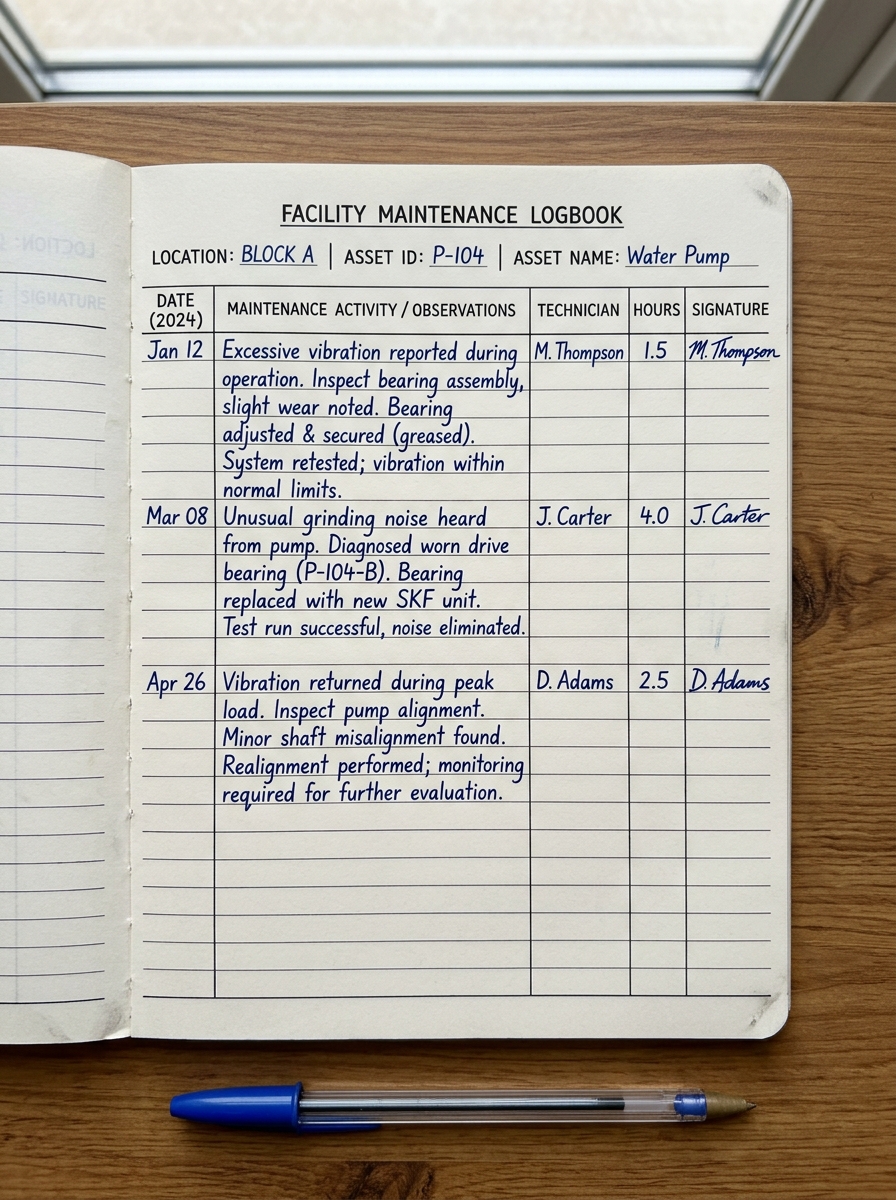 FACILITY MAINTENANCE LOGBOOK
LOCATION: BLOCK A | ASSET ID: P-104 | ASSET NAME: Water Pump
DATE (2024) MAINTENANCE ACTIVITY / OBSERVATIONS TECHNICIAN HOURS SIGNATURE
Jan 12 Excessive vibration reported during M. Thompson 1.5 M. Thompson
operation. Inspect bearing assembly,
slight wear noted. Bearing
adjusted & secured (greased).
System retested; vibration within
normal limits.
Mar 08 Unusual grinding noise heard J. Carter 4.0 J. Carter
from pump. Diagnosed worn drive
bearing (P-104-B). Bearing
replaced with new SKF unit.
Test run successful, noise eliminated.
Apr 26 Vibration returned during peak D. Adams 2.5 D. Adams
load. Inspect pump alignment.
Minor shaft misalignment found.
Realignment performed; monitoring
required for further evaluation.
SIGNATURE